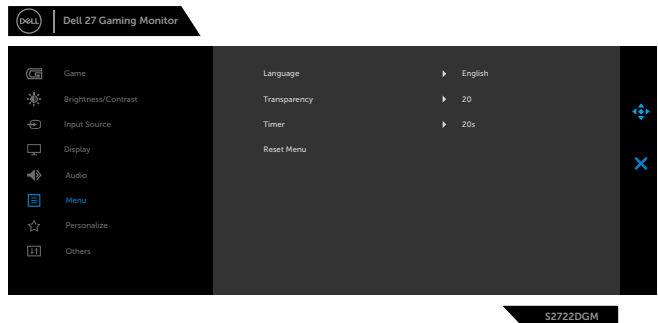 DELL
Dell 27 Gaming Monitor
Game
Brightness/Contrast
Input Source
Display
Audio
Menu
Personalize
Others
Language English
Transparency 20
Timer 20s
Reset Menu
S2722DGM